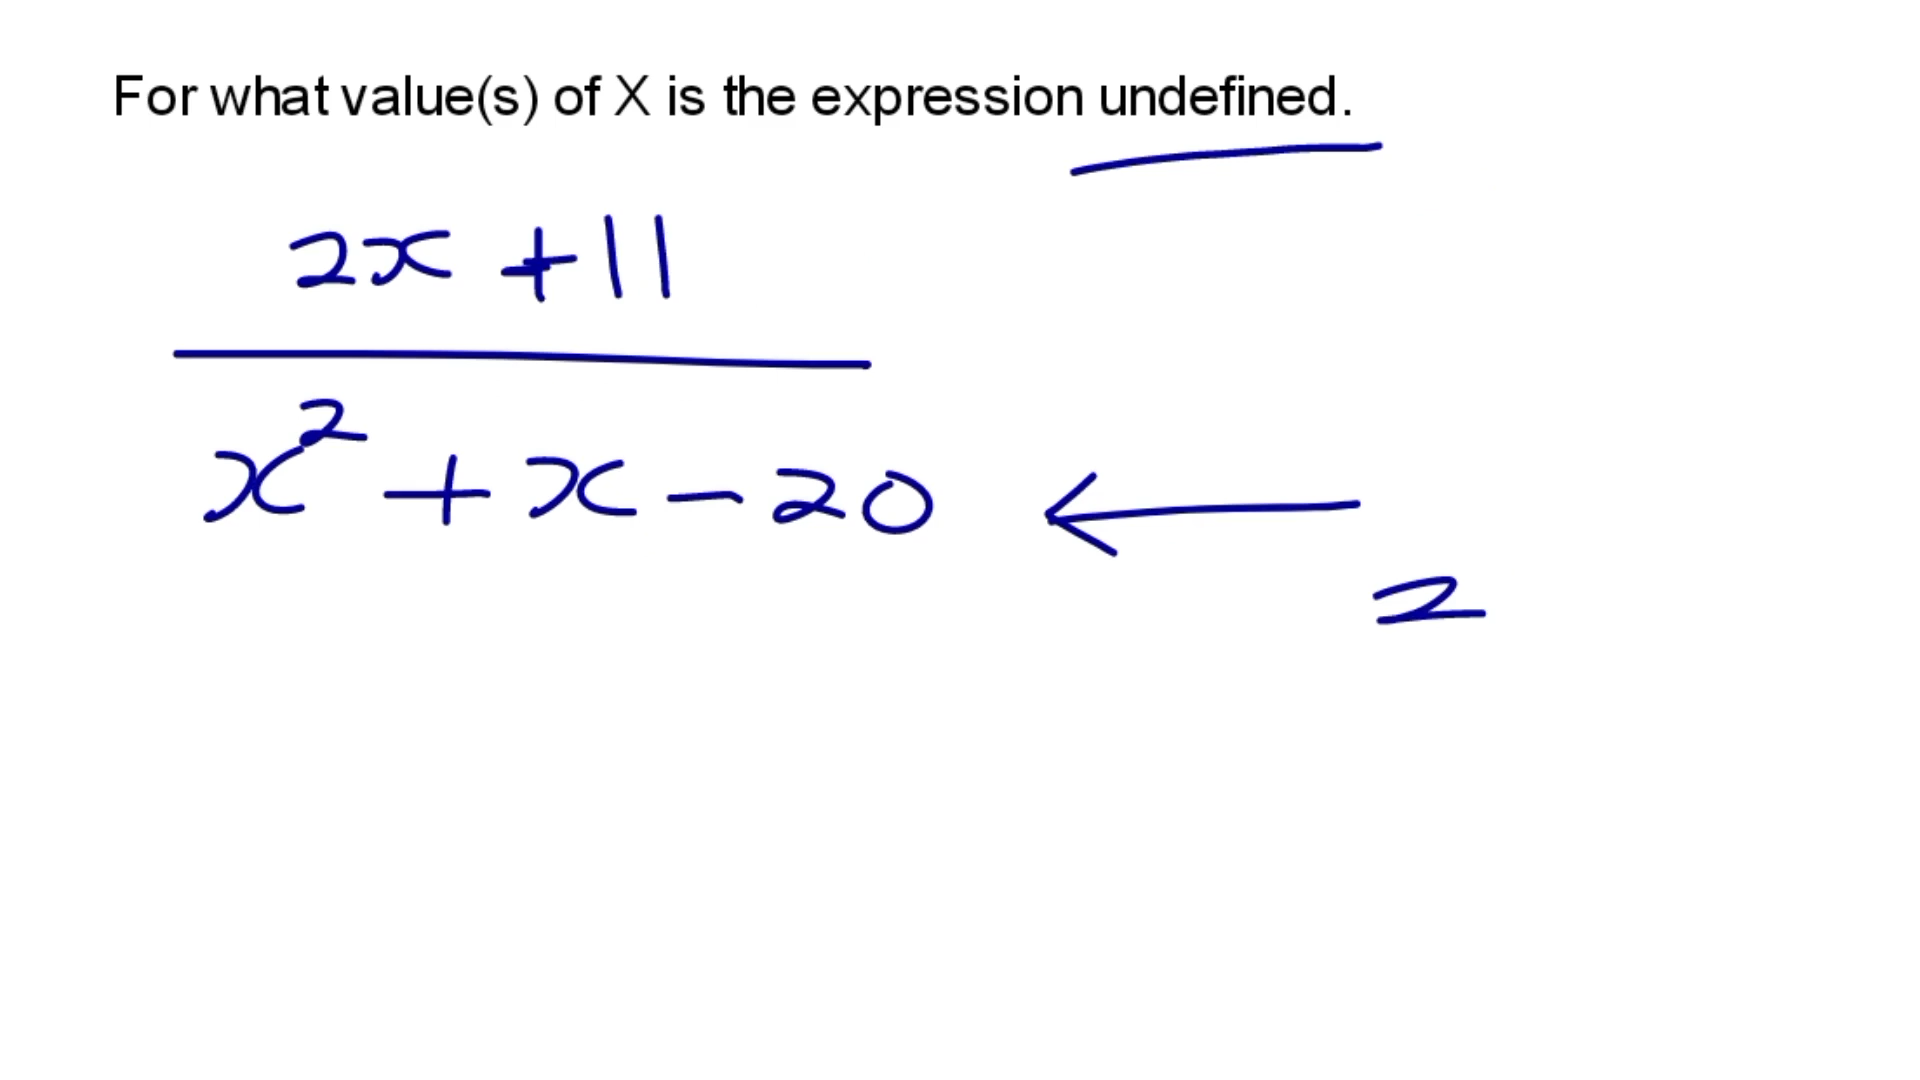 For what value(s) of X is the expression undefined.
2x + 11
x² + x - 20
2